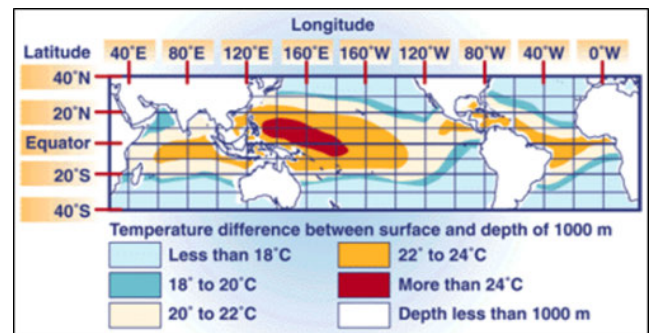 Longitude
Latitude 40°E 80°E 120°E 160°E 160°W 120°W 80°W 40°W 0°W
40°N
20°N
Equator
20°S
40°S
Temperature difference between surface and depth of 1000 m
Less than 18°C 22° to 24°C
18° to 20°C More than 24°C
20° to 22°C Depth less than 1000 m